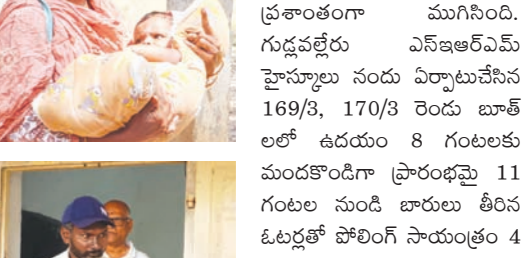 ప్రశాంతంగా ముగిసింది.
గుడ్లవల్లేరు ఎస్ఇఆర్ఎమ్
హైస్కూలు నందు ఏర్పాటుచేసిన
169/3, 170/3 రెండు బూత్
లలో ఉదయం 8 గంటలకు
మందకొండిగా ప్రారంభమై 11
గంటల నుండి బారులు తీరిన
ఓటర్లతో పోలింగ్ సాయంత్రం 4